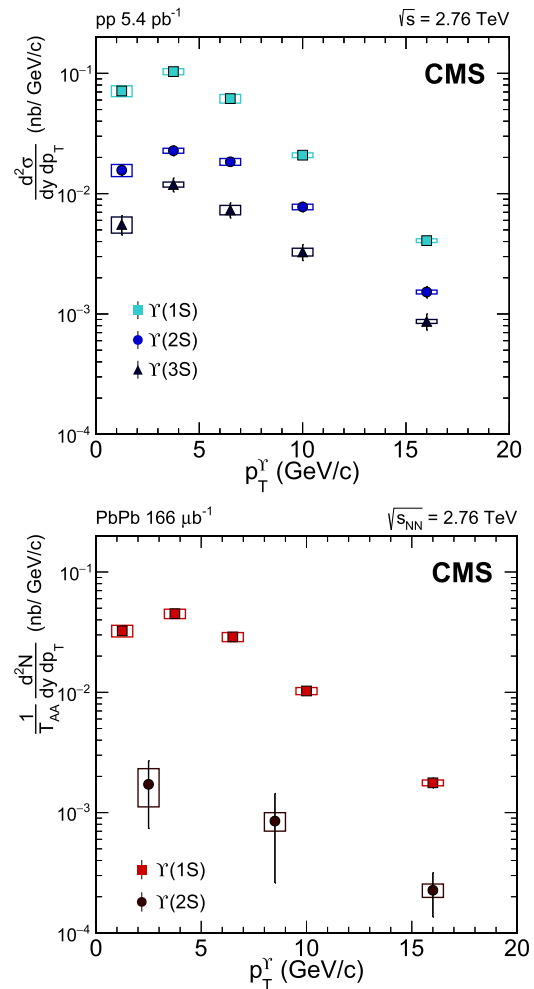 pp 5.4 pb⁻¹ √s = 2.76 TeV
CMS
d²σ / dy dp_T (nb/ GeV/c)
10⁻¹
10⁻²
10⁻³
10⁻⁴
ϒ(1S)
ϒ(2S)
ϒ(3S)
0 5 10 15 20
p_T^ϒ (GeV/c)
PbPb 166 μb⁻¹ √s_NN = 2.76 TeV
CMS
1/T_AA d²N / dy dp_T (nb/ GeV/c)
10⁻¹
10⁻²
10⁻³
10⁻⁴
ϒ(1S)
ϒ(2S)
0 5 10 15 20
p_T^ϒ (GeV/c)